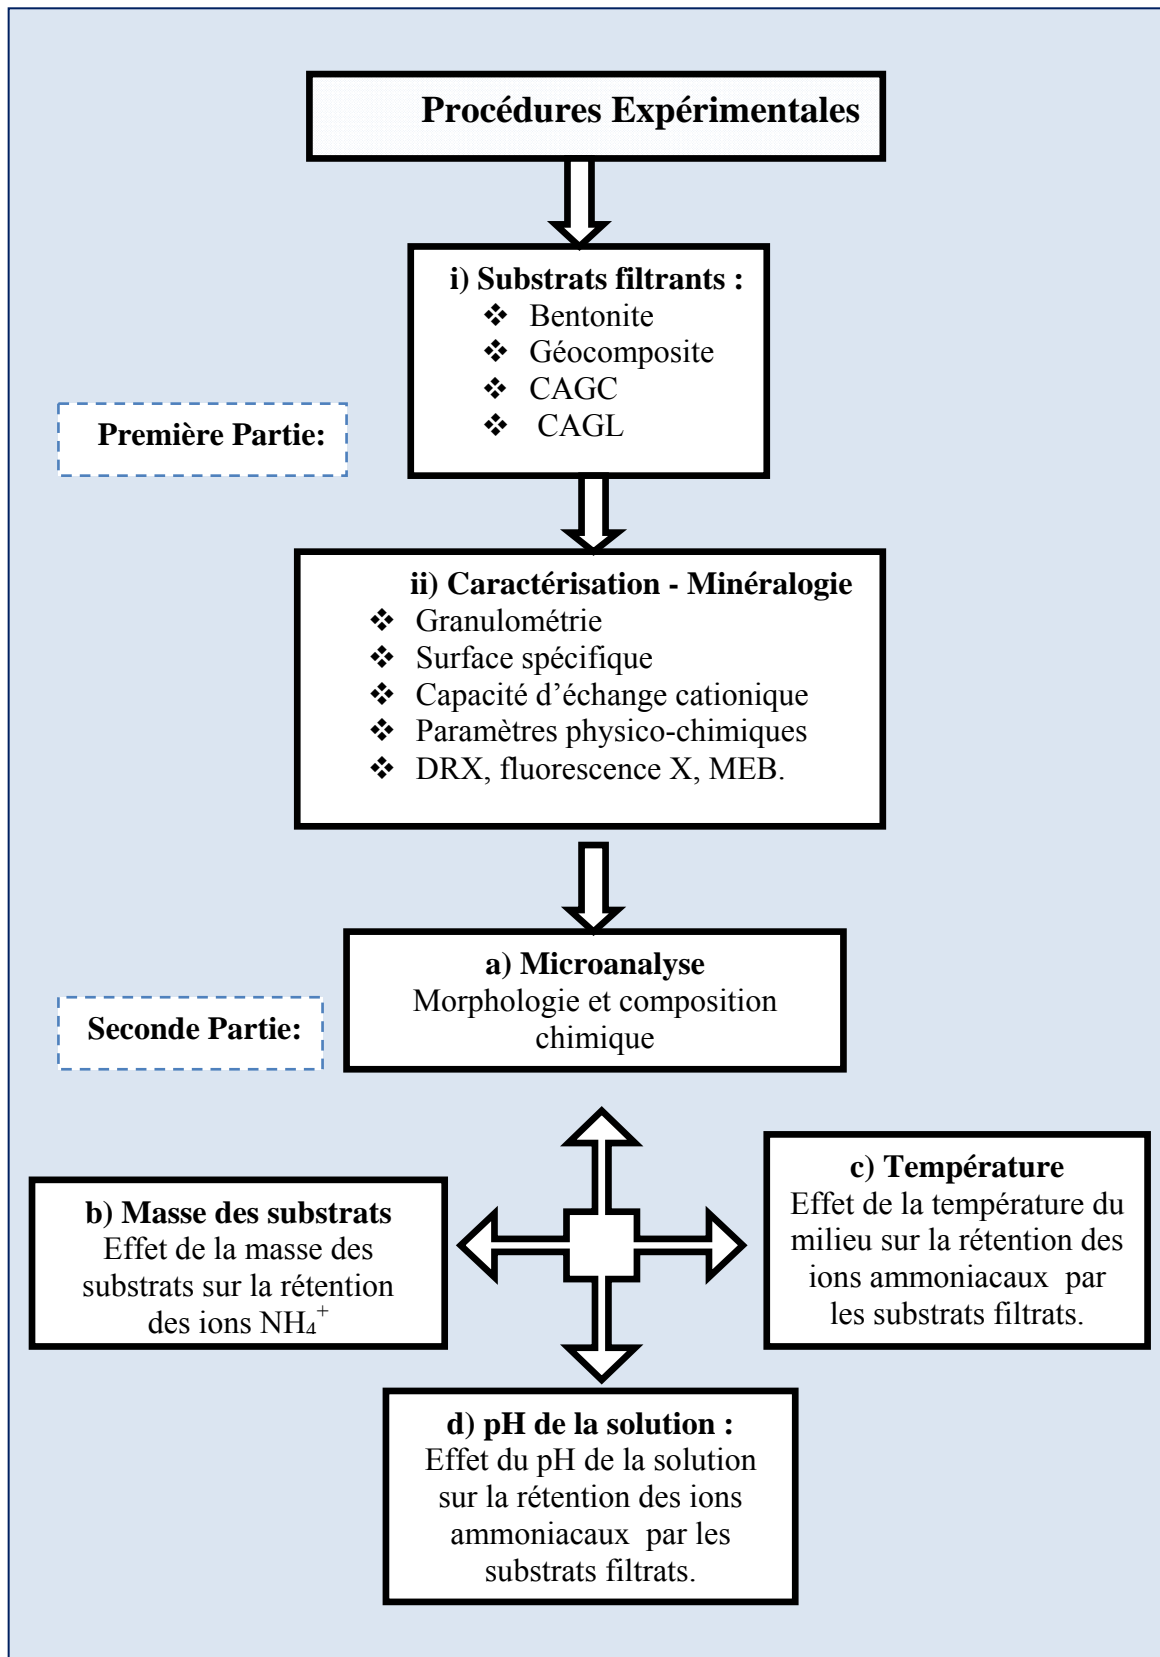 Procédures Expérimentales
i) Substrats filtrants :
❖ Bentonite
❖ Géocomposite
❖ CAGC
❖ CAGL
Première Partie:
ii) Caractérisation - Minéralogie
❖ Granulométrie
❖ Surface spécifique
❖ Capacité d’échange cationique
❖ Paramètres physico-chimiques
❖ DRX, fluorescence X, MEB.
a) Microanalyse
Morphologie et composition
chimique
Seconde Partie:
b) Masse des substrats
Effet de la masse des
substrats sur la rétention
des ions NH₄⁺
c) Température
Effet de la température du
milieu sur la rétention des
ions ammoniacaux par
les substrats filtrats.
d) pH de la solution :
Effet du pH de la solution
sur la rétention des ions
ammoniacaux par les
substrats filtrats.